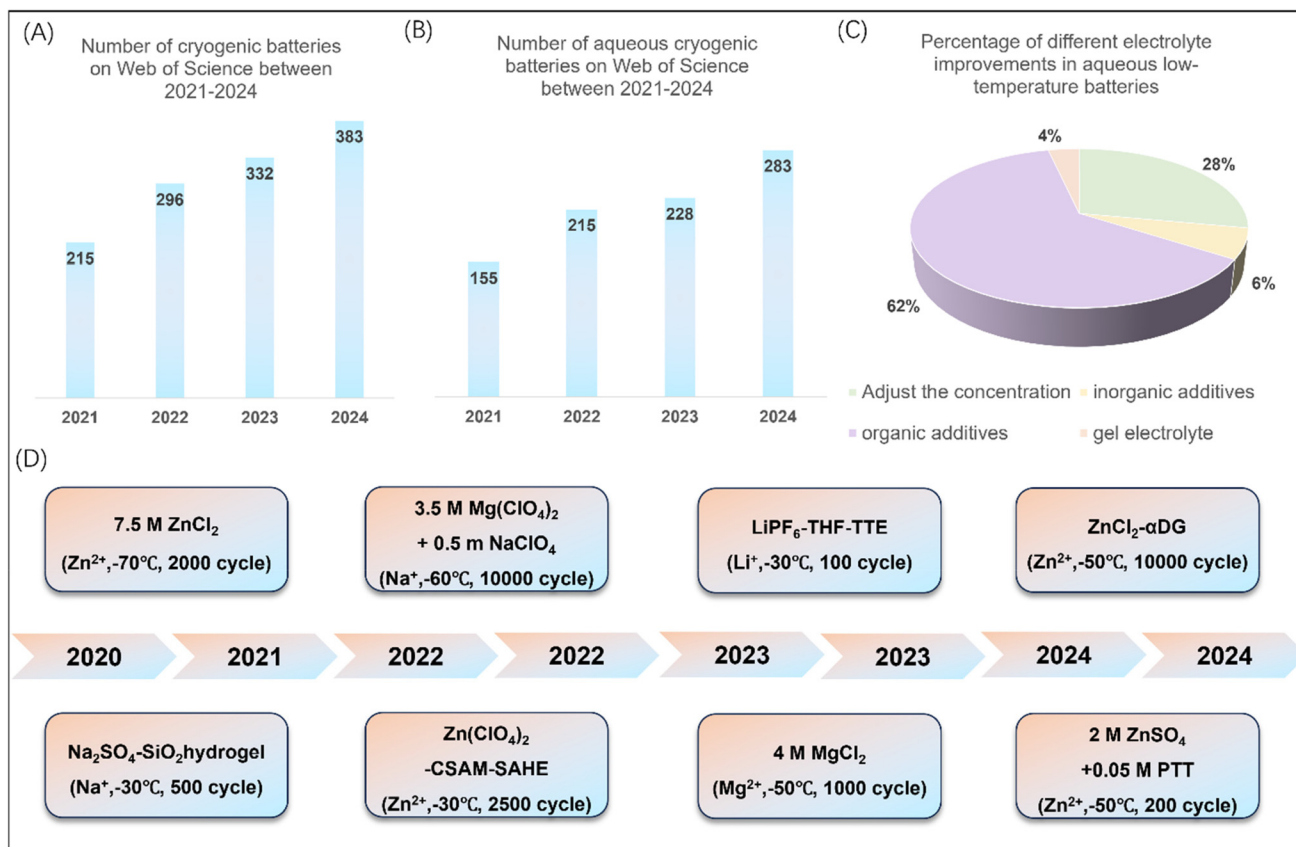 (A)
Number of cryogenic batteries
on Web of Science between
2021-2024
215
296
332
383
2021
2022
2023
2024
(B)
Number of aqueous cryogenic
batteries on Web of Science
between 2021-2024
155
215
228
283
2021
2022
2023
2024
(C)
Percentage of different electrolyte
improvements in aqueous low-
temperature batteries
4%
28%
6%
62%
Adjust the concentration
inorganic additives
organic additives
gel electrolyte
(D)
7.5 M ZnCl₂
(Zn²⁺,-70℃, 2000 cycle)
3.5 M Mg(ClO₄)₂
+ 0.5 m NaClO₄
(Na⁺,-60℃, 10000 cycle)
LiPF₆-THF-TTE
(Li⁺,-30℃, 100 cycle)
ZnCl₂-αDG
(Zn²⁺,-50℃, 10000 cycle)
2020
2021
2022
2022
2023
2023
2024
2024
Na₂SO₄-SiO₂hydrogel
(Na⁺,-30℃, 500 cycle)
Zn(ClO₄)₂
-CSAM-SAHE
(Zn²⁺,-30℃, 2500 cycle)
4 M MgCl₂
(Mg²⁺,-50℃, 1000 cycle)
2 M ZnSO₄
+0.05 M PTT
(Zn²⁺,-50℃, 200 cycle)